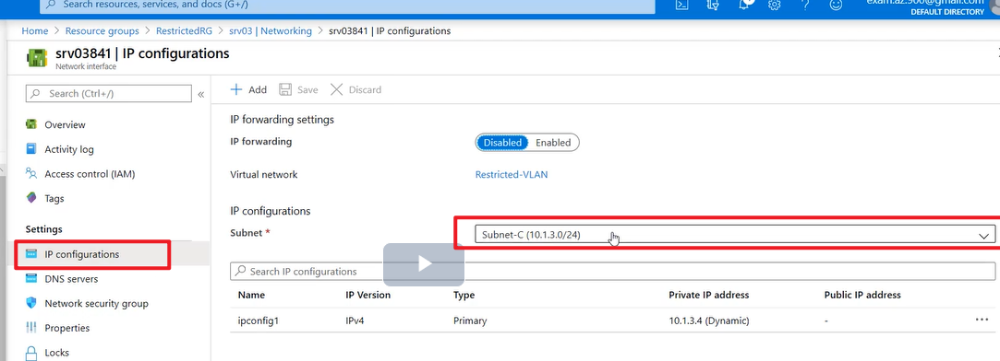 Search resources, services, and docs (G+/)
exam.az.900@gmail.com
DEFAULT DIRECTORY
Home > Resource groups > RestrictedRG > srv03 | Networking > srv03841 | IP configurations
srv03841 | IP configurations
Network interface
Search (Ctrl+/)
«
Overview
Activity log
Access control (IAM)
Tags
Settings
IP configurations
DNS servers
Network security group
Properties
Locks
Add Save Discard
IP forwarding settings
IP forwarding Disabled Enabled
Virtual network Restricted-VLAN
IP configurations
Subnet * Subnet-C (10.1.3.0/24)
Search IP configurations
Name IP Version Type Private IP address Public IP address
ipconfig1 IPv4 Primary 10.1.3.4 (Dynamic) -